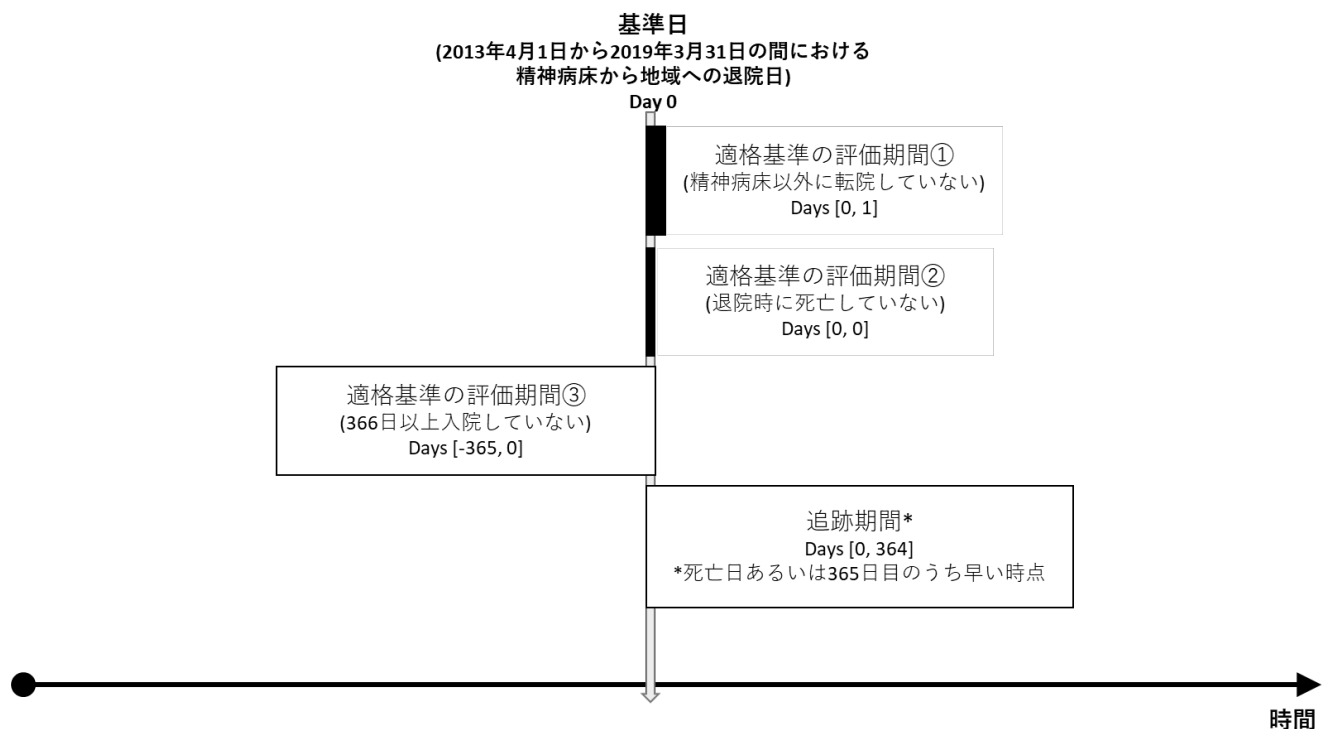 基準日
(2013年4月1日から2019年3月31日の間における
精神病床から地域への退院日)
Day 0
適格基準の評価期間①
(精神病床以外に転院していない)
Days [0, 1]
適格基準の評価期間②
(退院時に死亡していない)
Days [0, 0]
適格基準の評価期間③
(366日以上入院していない)
Days [-365, 0]
追跡期間*
Days [0, 364]
*死亡日あるいは365日目のうち早い時点
時間